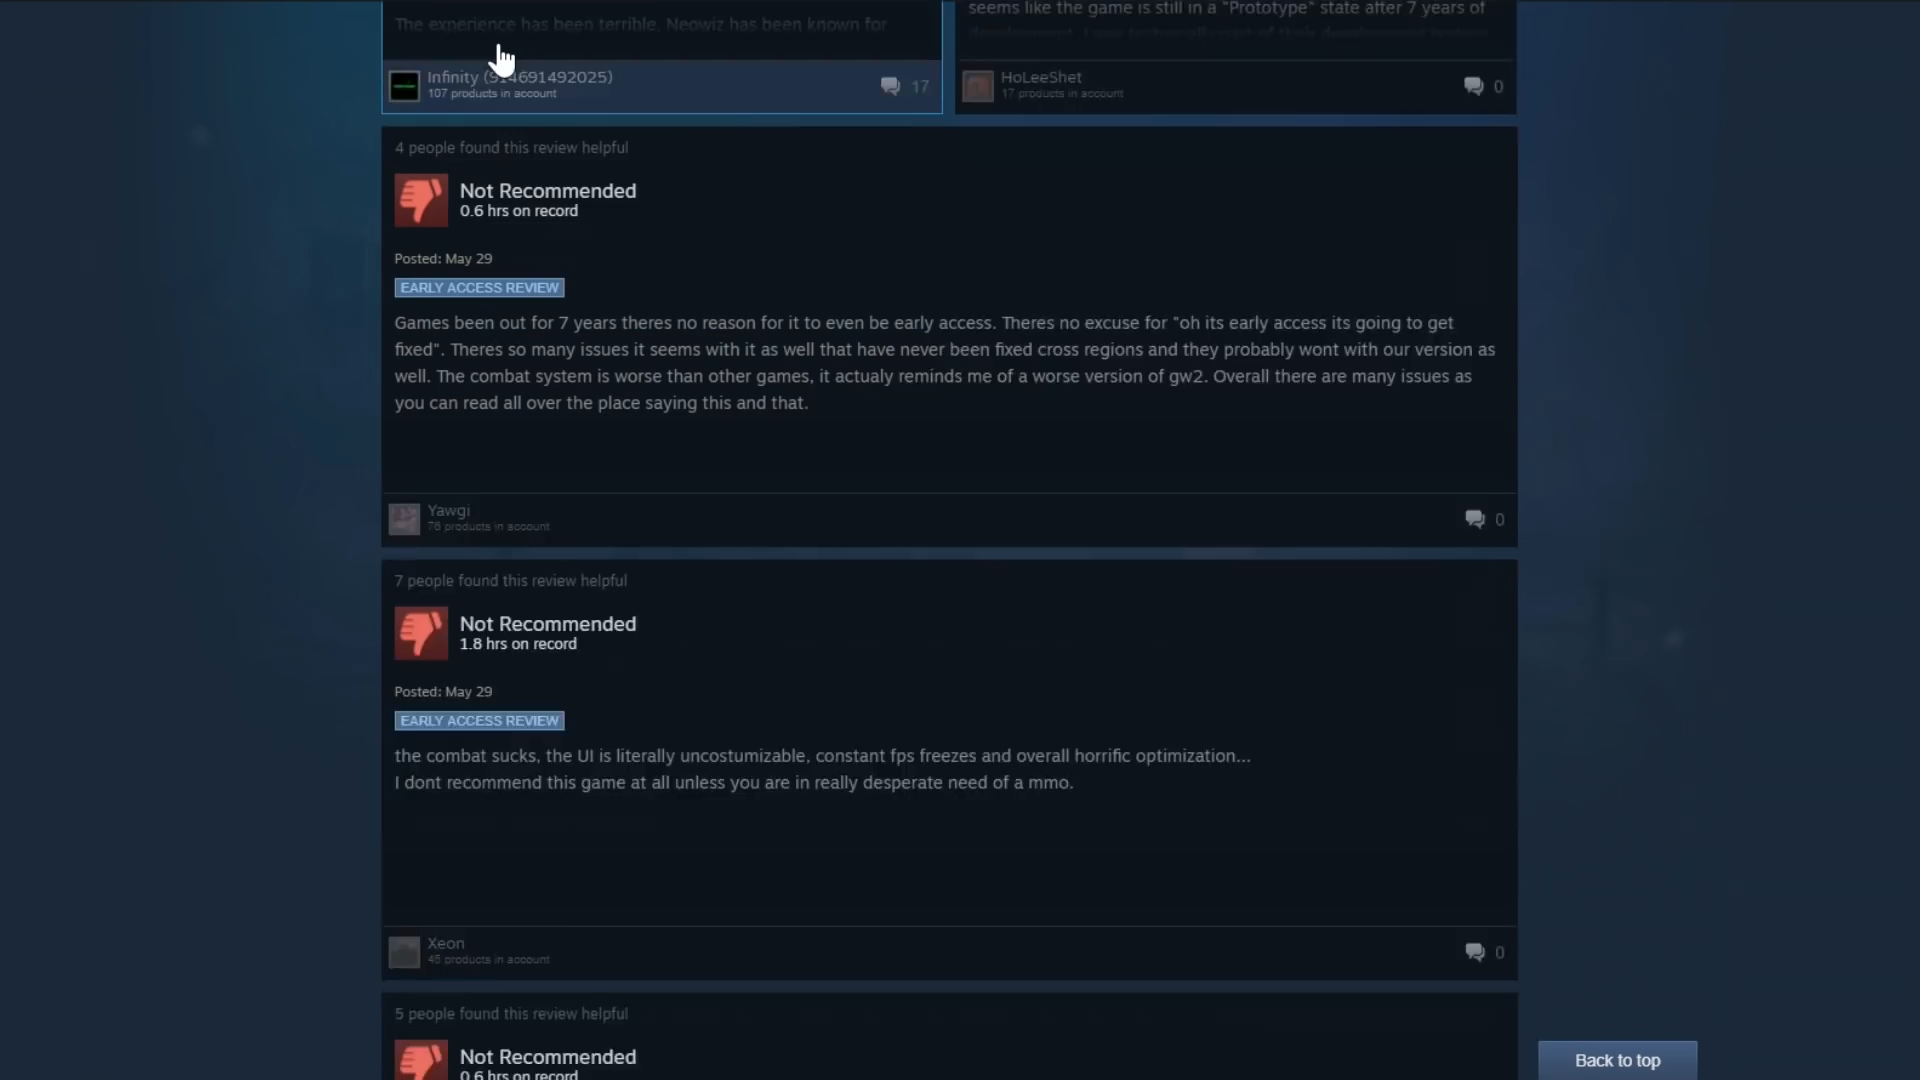 The experience has been terrible. Neowiz has been known for
Infinity (914691492025)
107 products in account
17
seems like the game is still in a "Prototype" state after 7 years of
HoLeeShet
17 products in account
0
4 people found this review helpful
Not Recommended
0.6 hrs on record
Posted: May 29
EARLY ACCESS REVIEW
Games been out for 7 years theres no reason for it to even be early access. Theres no excuse for "oh its early access its going to get
fixed". Theres so many issues it seems with it as well that have never been fixed cross regions and they probably wont with our version as
well. The combat system is worse than other games, it actualy reminds me of a worse version of gw2. Overall there are many issues as
you can read all over the place saying this and that.
Yawgi
76 products in account
0
7 people found this review helpful
Not Recommended
1.8 hrs on record
Posted: May 29
EARLY ACCESS REVIEW
the combat sucks, the UI is literally uncostumizable, constant fps freezes and overall horrific optimization...
I dont recommend this game at all unless you are in really desperate need of a mmo.
Xeon
45 products in account
0
5 people found this review helpful
Not Recommended
0.6 hrs on record
Back to top